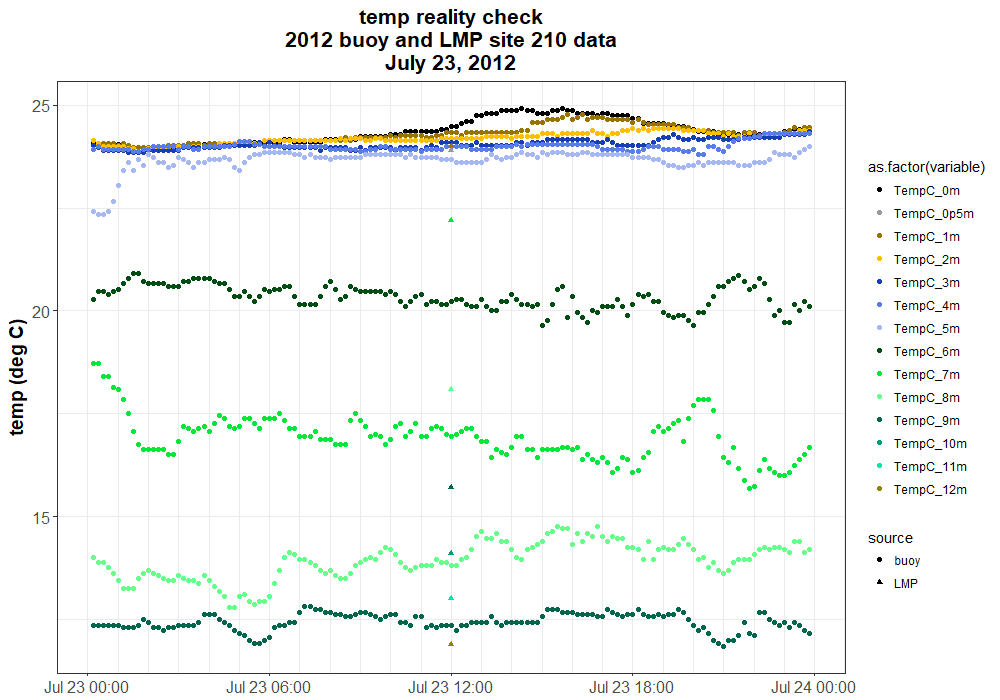 temp reality check
2012 buoy and LMP site 210 data
July 23, 2012
temp (deg C)
25
20
15
Jul 23 00:00
Jul 23 06:00
Jul 23 12:00
Jul 23 18:00
Jul 24 00:00
as.factor(variable)
TempC_0m
TempC_0p5m
TempC_1m
TempC_2m
TempC_3m
TempC_4m
TempC_5m
TempC_6m
TempC_7m
TempC_8m
TempC_9m
TempC_10m
TempC_11m
TempC_12m
source
buoy
LMP